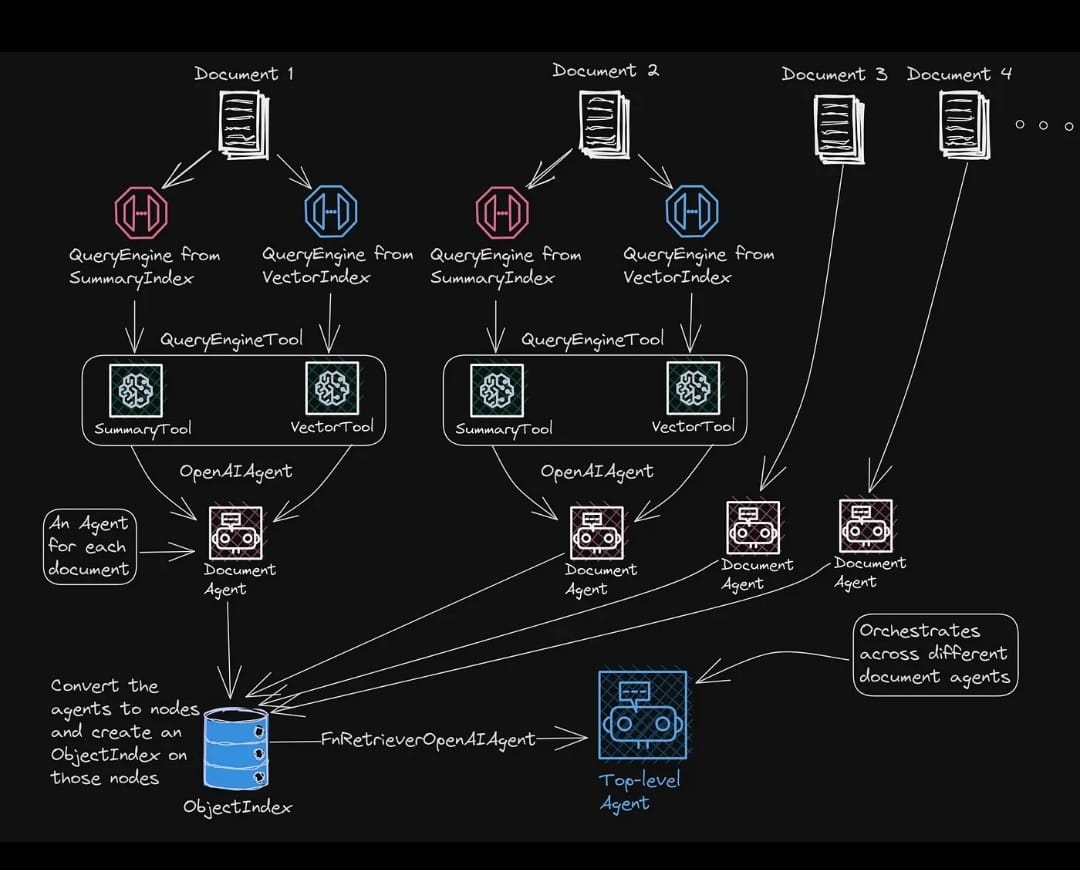 Document 1
Document 2
Document 3
Document 4
QueryEngine from
SummaryIndex
QueryEngine from
VectorIndex
QueryEngine from
SummaryIndex
QueryEngine from
VectorIndex
QueryEngineTool
QueryEngineTool
SummaryTool
VectorTool
SummaryTool
VectorTool
OpenAIAgent
OpenAIAgent
An Agent
for each
document
Document
Agent
Document
Agent
Document
Agent
Document
Agent
Orchestrates
across different
document agents
Convert the
agents to nodes
and create an
ObjectIndex on
those nodes
FnRetrieverOpenAIAgent
ObjectIndex
Top-level
Agent